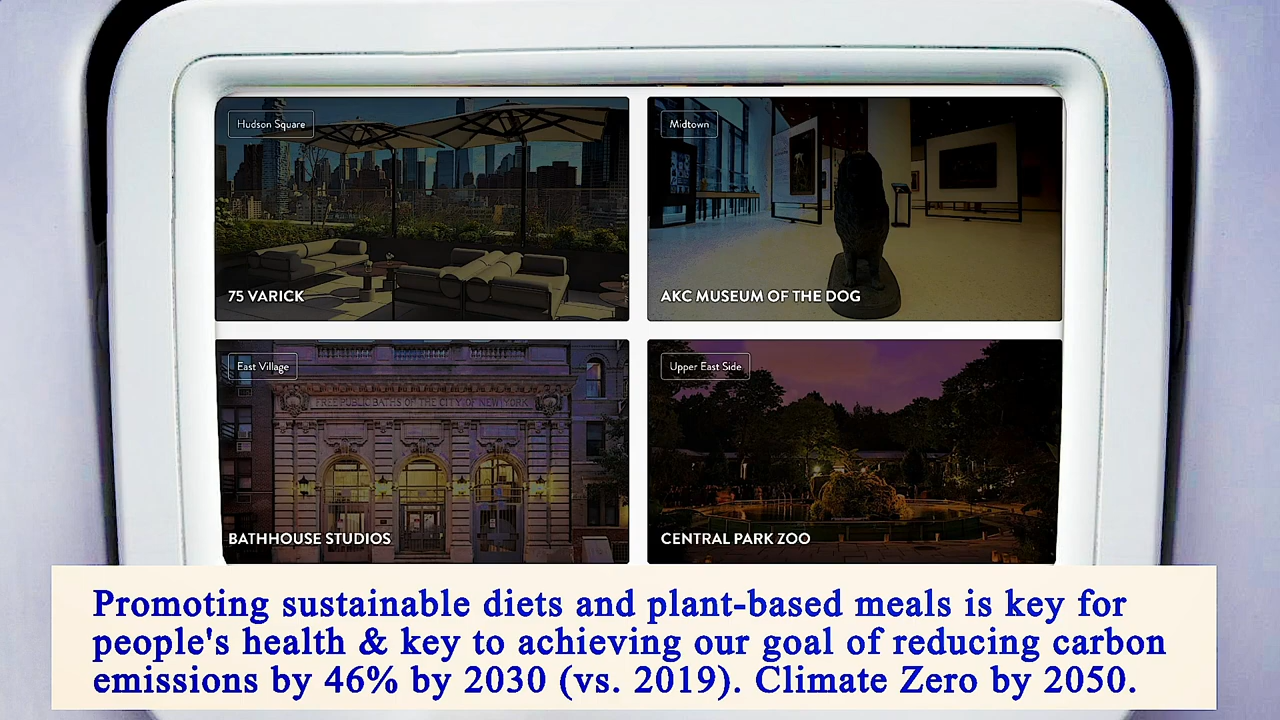 Hudson Square
75 VARICK
Midtown
AKC MUSEUM OF THE DOG
East Village
FREE PUBLIC BATHS OF THE CITY OF NEW YORK
BATHHOUSE STUDIOS
Upper East Side
CENTRAL PARK ZOO
Promoting sustainable diets and plant-based meals is key for
people's health & key to achieving our goal of reducing carbon
emissions by 46% by 2030 (vs. 2019). Climate Zero by 2050.